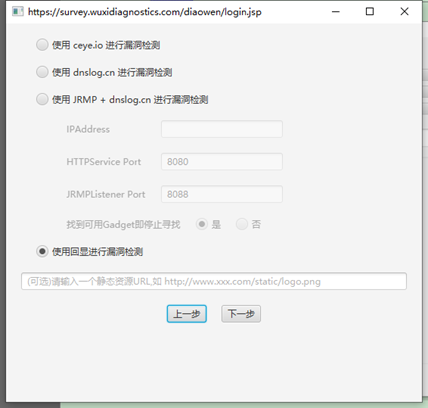 https://survey.wuxidiagnostics.com/diaowen/login.jsp
使用 ceye.io 进行漏洞检测
使用 dnslog.cn 进行漏洞检测
使用 JRMP + dnslog.cn 进行漏洞检测
IPAddress
HTTPService Port 8080
JRMPListener Port 8088
找到可用Gadget即停止寻找 是 否
使用回显进行漏洞检测
(可选)请输入一个静态资源URL,如 http://www.xxx.com/static/logo.png
上一步 下一步